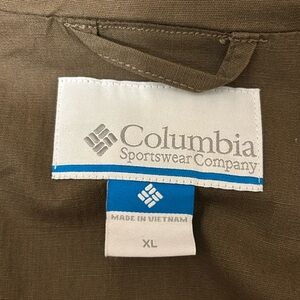 Columbia
Sportswear Company
MADE IN VIETNAM
XL